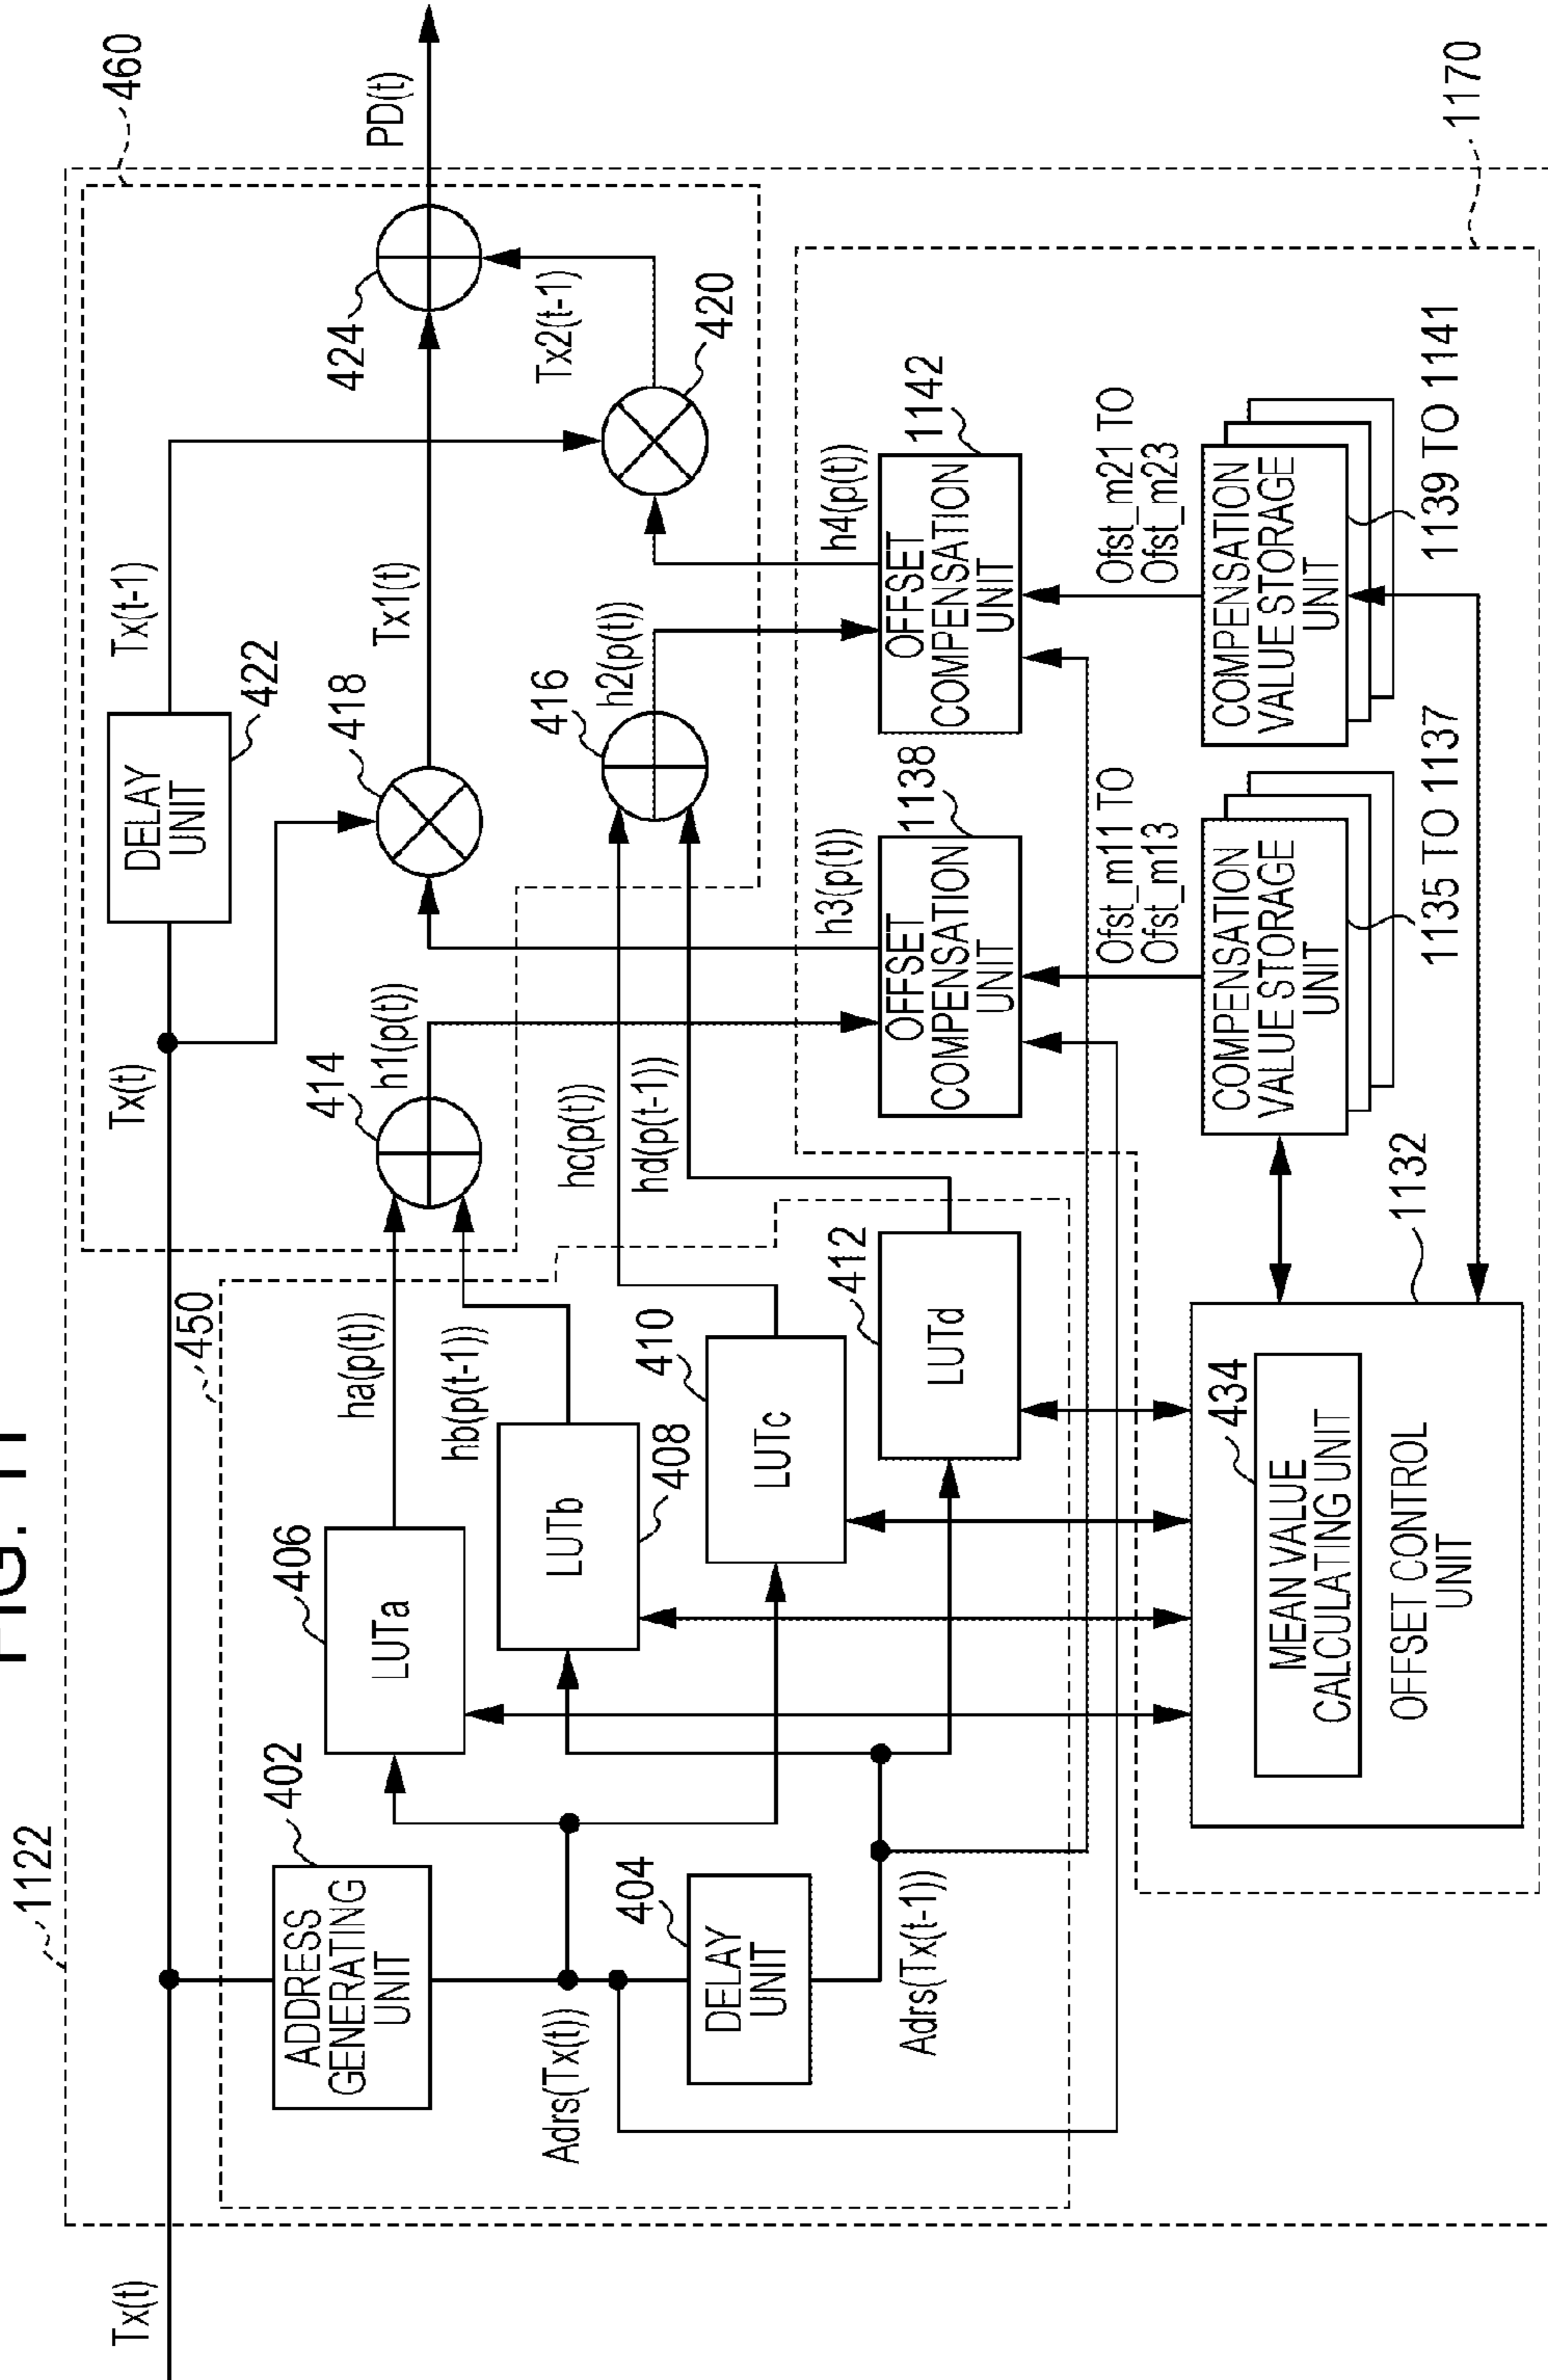 FIG. 11
1122
Tx(t)
Tx(t)
DELAY
UNIT
422
Tx(t-1)
460
450
402
ADDRESS
GENERATING
UNIT
406
LUTa
ha(p(t))
hb(p(t-1))
414
h1(p(t))
418
Tx1(t)
424
PD(t)
Adrs(Tx(t))
LUTb
408
hc(p(t))
hd(p(t-1))
416
h2(p(t))
Tx2(t-1)
420
404
DELAY
UNIT
410
LUTc
Adrs(Tx(t-1))
412
LUTd
h3(p(t))
1138
OFFSET
COMPENSATION
UNIT
h4(p(t))
1142
OFFSET
COMPENSATION
UNIT
Ofst_m11 TO
Ofst_m13
Ofst_m21 TO
Ofst_m23
434
MEAN VALUE
CALCULATING UNIT
OFFSET CONTROL
UNIT
1132
COMPENSATION
VALUE STORAGE
UNIT
1135 TO 1137
COMPENSATION
VALUE STORAGE
UNIT
1139 TO 1141
1170